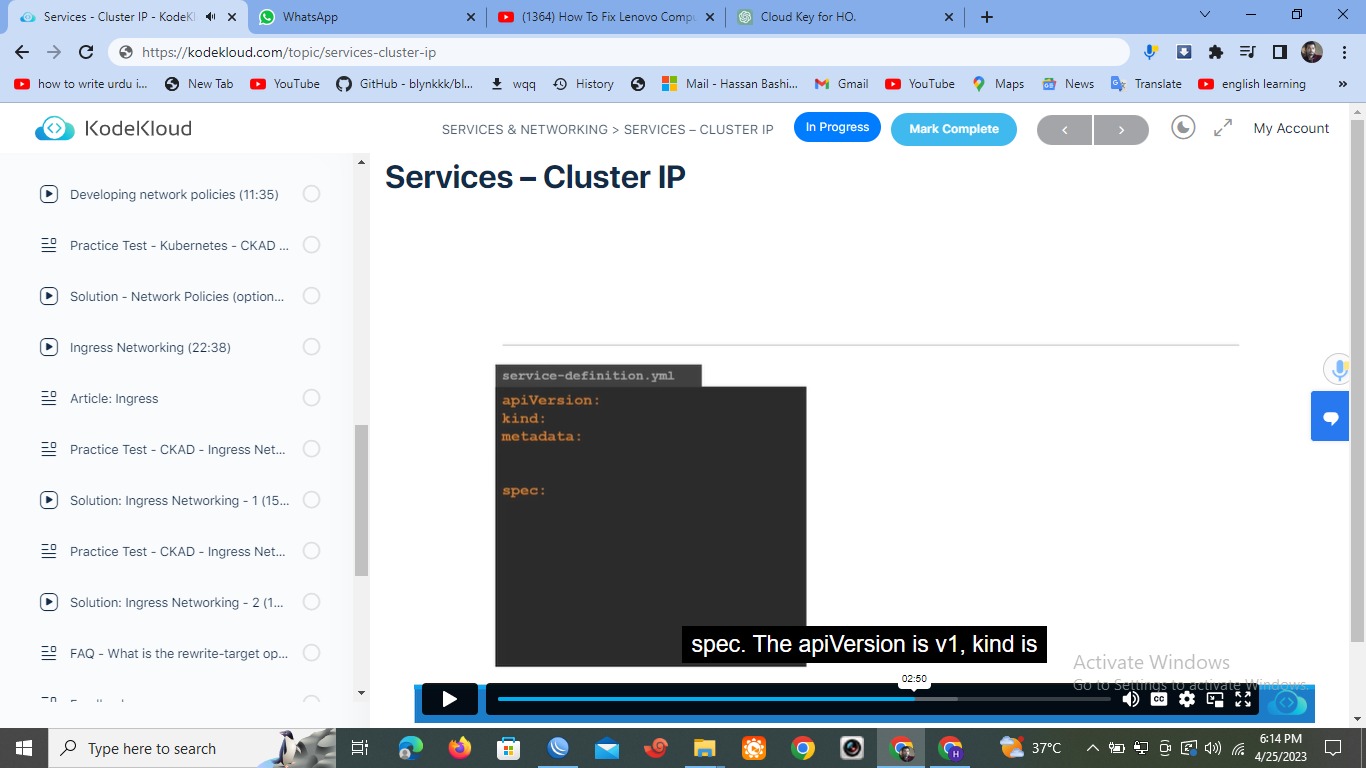 Services - Cluster IP - KodeKl
WhatsApp
(1364) How To Fix Lenovo Compu
Cloud Key for HO.
https://kodekloud.com/topic/services-cluster-ip
how to write urdu i...
New Tab
YouTube
GitHub - blynkkk/bl...
wqq
History
Mail - Hassan Bashi...
Gmail
YouTube
Maps
News
Translate
english learning
»
KodeKloud
SERVICES & NETWORKING > SERVICES – CLUSTER IP
In Progress
Mark Complete
My Account
Developing network policies (11:35)
Practice Test - Kubernetes - CKAD ...
Solution - Network Policies (option...
Ingress Networking (22:38)
Article: Ingress
Practice Test - CKAD - Ingress Net...
Solution: Ingress Networking - 1 (15...
Practice Test - CKAD - Ingress Net...
Solution: Ingress Networking - 2 (1...
FAQ - What is the rewrite-target op...
Services – Cluster IP
service-definition.yml
apiVersion:
kind:
metadata:
spec:
spec. The apiVersion is v1, kind is
02:50
CC
Activate Windows
Go to Settings to activate Windows.
Type here to search
H
37°C
6:14 PM
4/25/2023